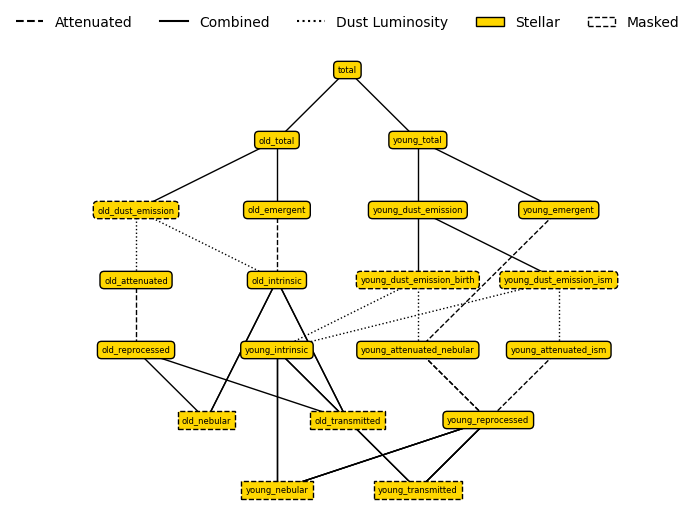 Attenuated Combined Dust Luminosity Stellar Masked
total
old_total young_total
old_dust_emission old_emergent young_dust_emission young_emergent
old_attenuated old_intrinsic young_dust_emission_birth young_dust_emission_ism
old_reprocessed young_intrinsic young_attenuated_nebular young_attenuated_ism
old_nebular old_transmitted young_reprocessed
young_nebular young_transmitted